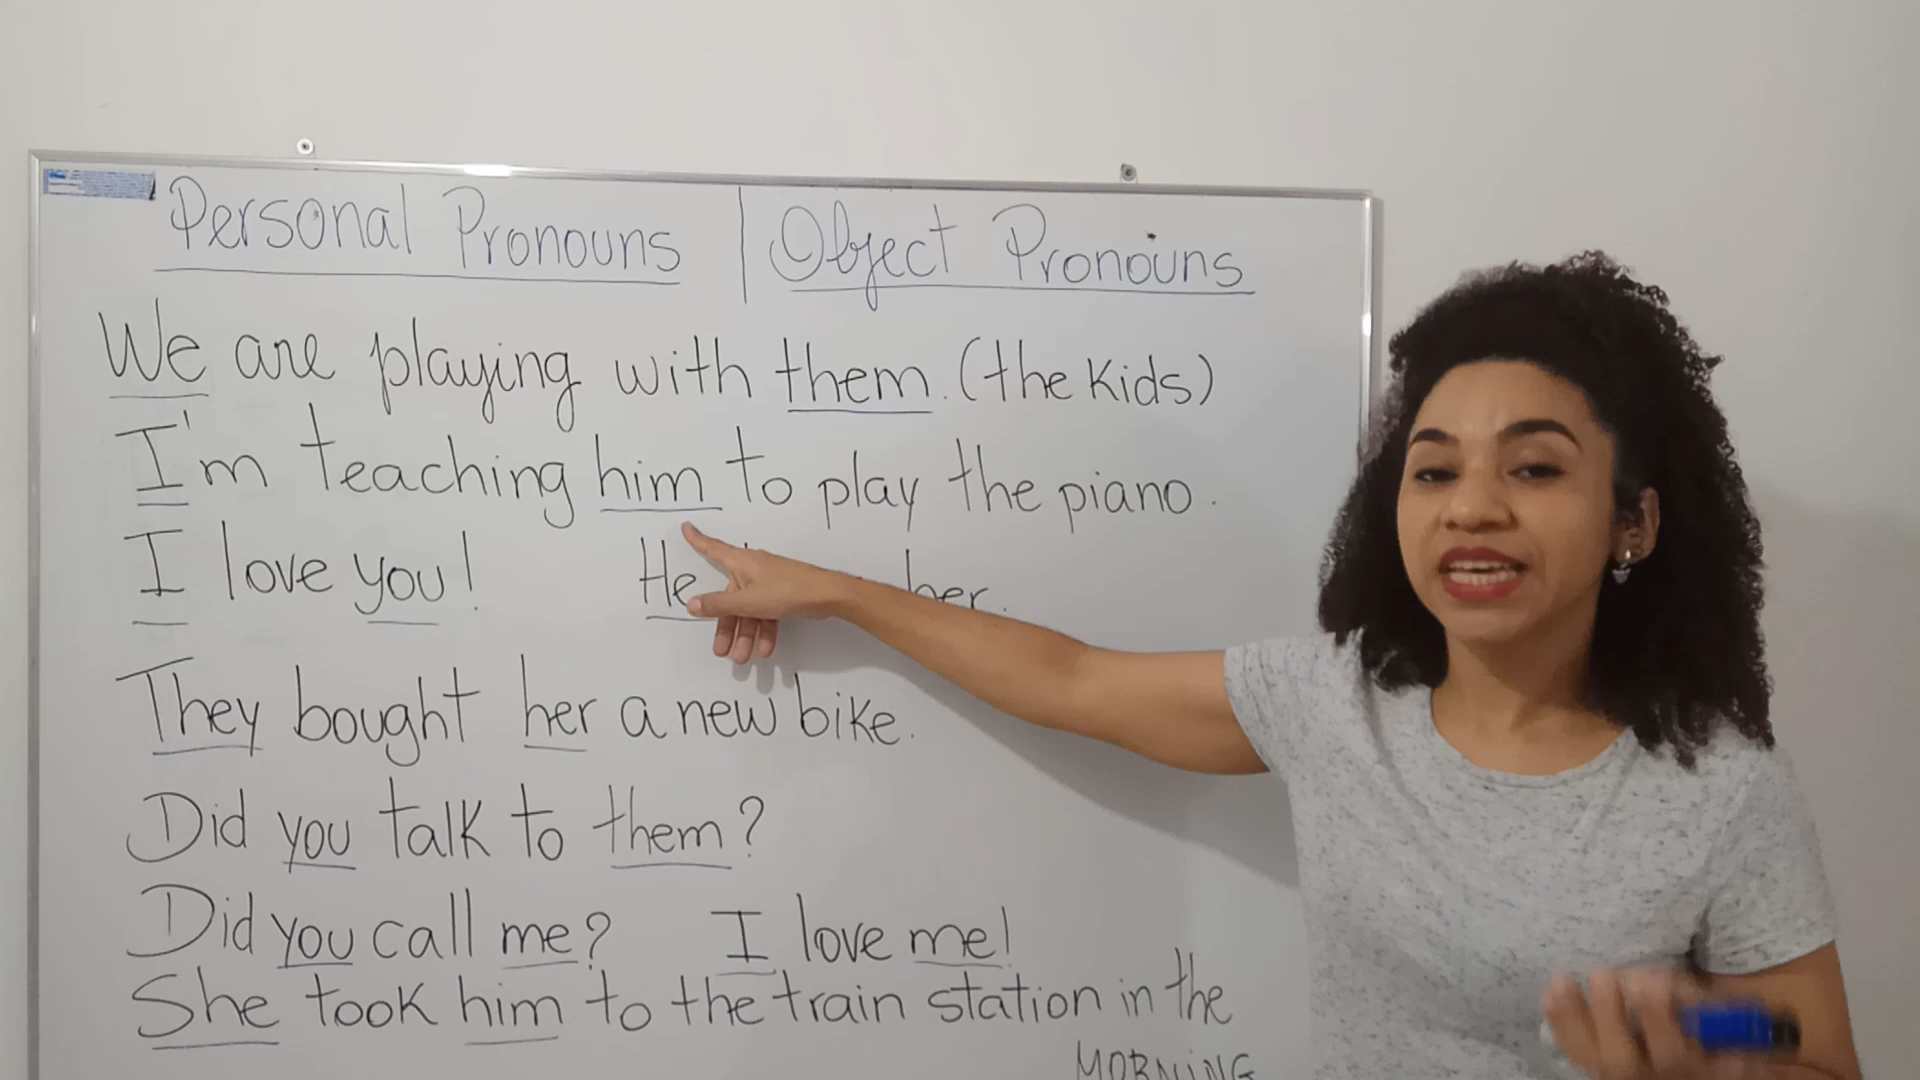 Personal Pronouns | Object Pronouns
We are playing with them. (the kids)
I'm teaching him to play the piano.
I love you! He her.
They bought her a new bike.
Did you talk to them?
Did you call me? I love me!
She took him to the train station in the
MORNING